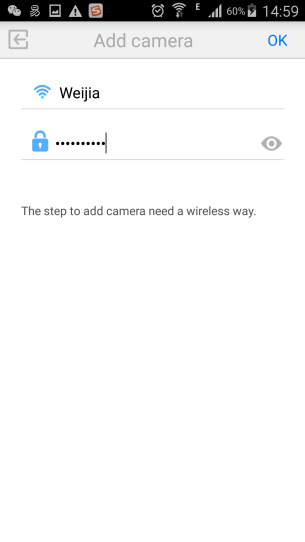 E 60% 14:59
Add camera OK
Weijia
••••••••••
The step to add camera need a wireless way.